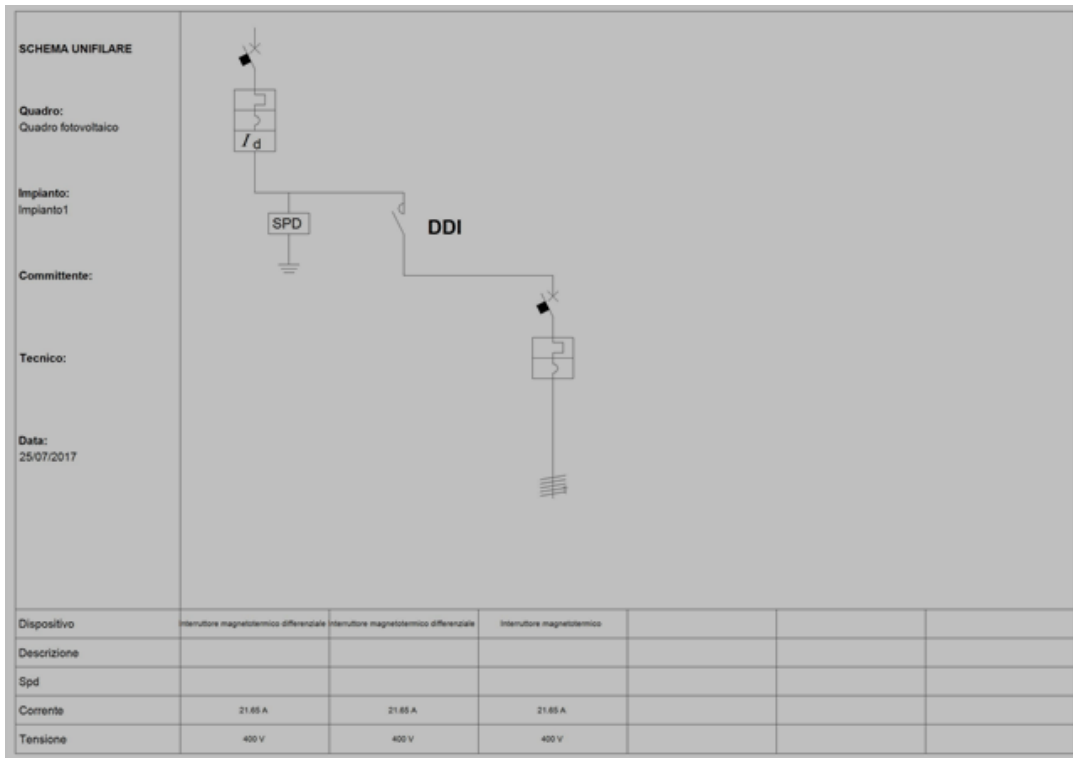 SCHEMA UNIFILARE
Quadro:
Quadro fotovoltaico
Impianto:
Impianto1
Committente:
Tecnico:
Data:
25/07/2017
I d
SPD
DDI
Dispositivo Interruttore magnetotermico differenziale Interruttore magnetotermico differenziale Interruttore magnetotermico
Descrizione
Spd
Corrente 21.65 A 21.65 A 21.65 A
Tensione 400 V 400 V 400 V